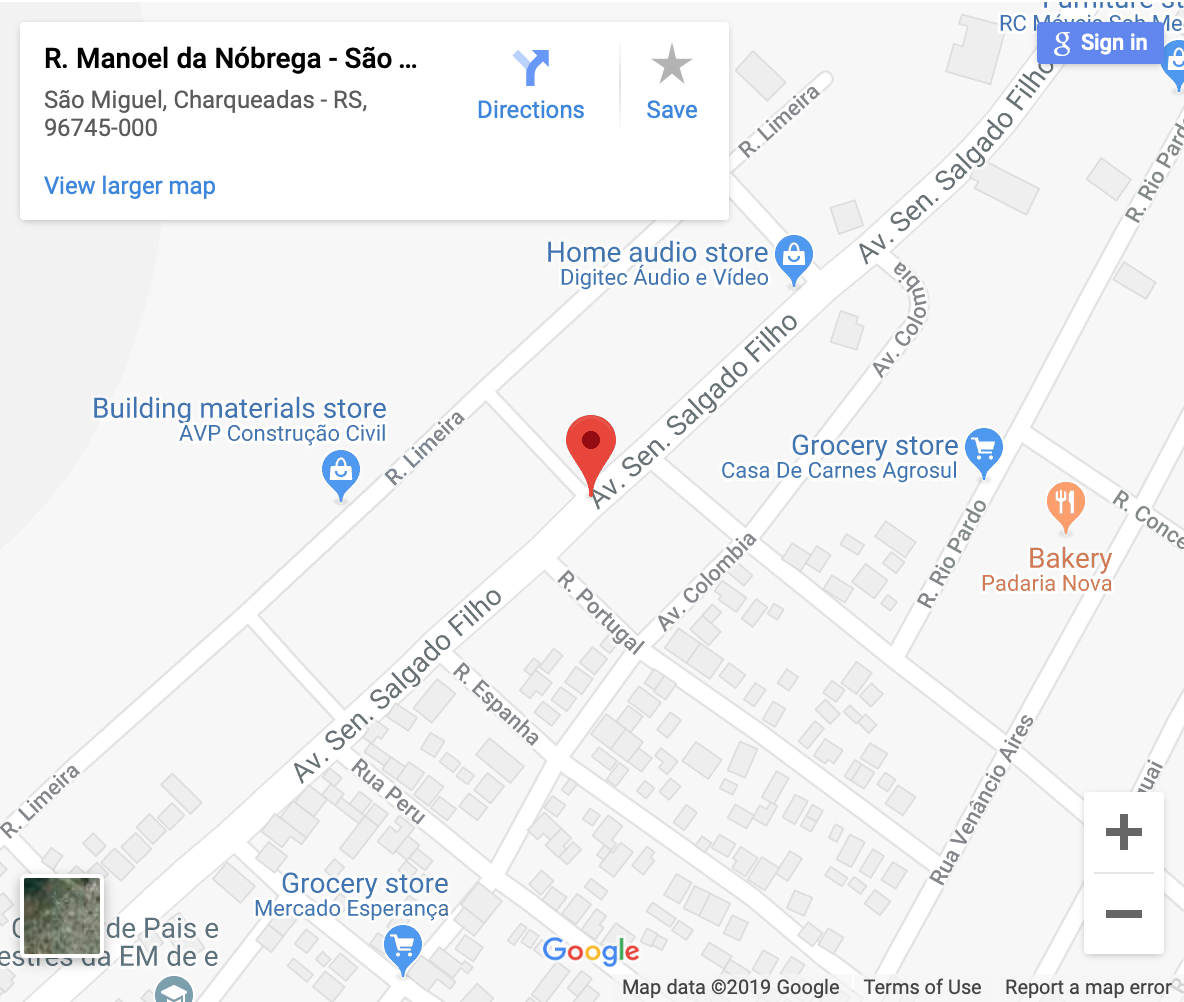 Furniture st
RC Móveis Sob Me
Sign in
R. Manoel da Nóbrega - São ...
São Miguel, Charqueadas - RS,
96745-000
Directions
Save
View larger map
R. Limeira
Av. Sen. Salgado Filho
R. Rio Pardo
Home audio store
Digitec Áudio e Vídeo
Av. Colombia
Av. Sen. Salgado Filho
Building materials store
AVP Construção Civil
R. Limeira
Grocery store
Casa De Carnes Agrosul
R. Conce
Bakery
Padaria Nova
R. Rio Pardo
Av. Colombia
R. Portugal
Av. Sen. Salgado Filho
R. Espanha
Rua Peru
R. Limeira
Rua Venâncio Aires
guai
Grocery store
Mercado Esperança
de Pais e
estres da EM de e
Google
Map data ©2019 Google
Terms of Use
Report a map error